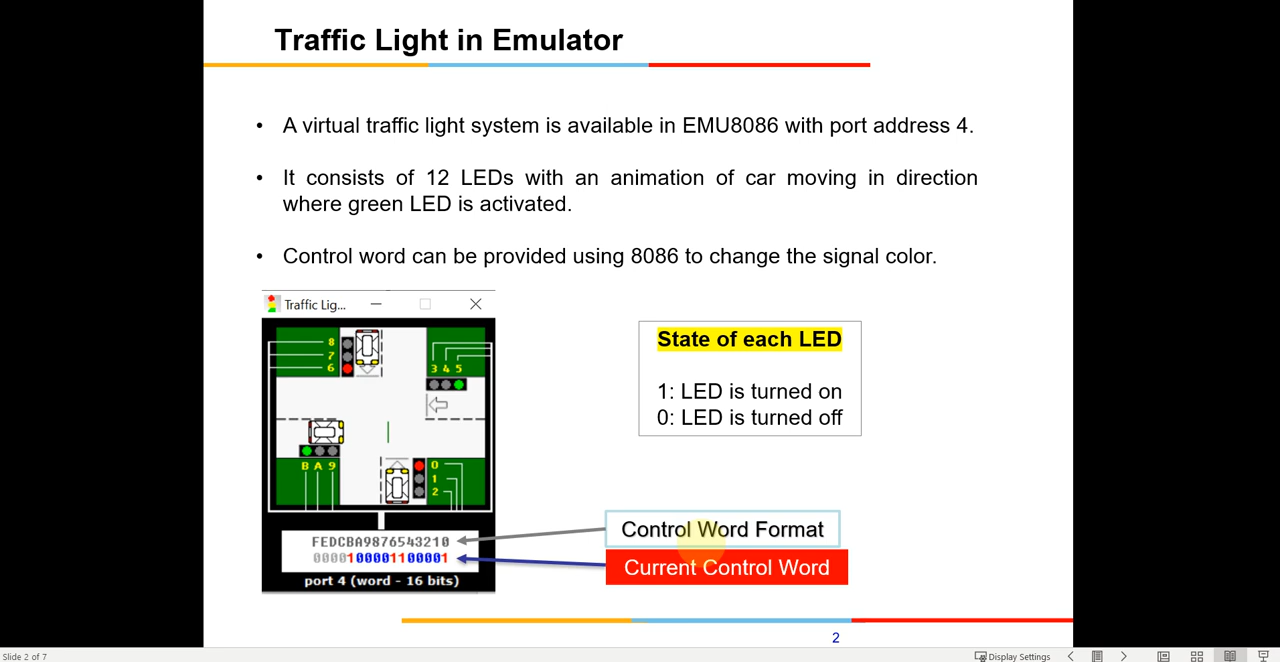 Traffic Light in Emulator
• A virtual traffic light system is available in EMU8086 with port address 4.
• It consists of 12 LEDs with an animation of car moving in direction
where green LED is activated.
• Control word can be provided using 8086 to change the signal color.
Traffic Lig...
8
7
6
3 4 5
B A 9
0
1
2
FEDCBA9876543210
0000100001100001
port 4 (word - 16 bits)
State of each LED
1: LED is turned on
0: LED is turned off
Control Word Format
Current Control Word
2
Slide 2 of 7
Display Settings